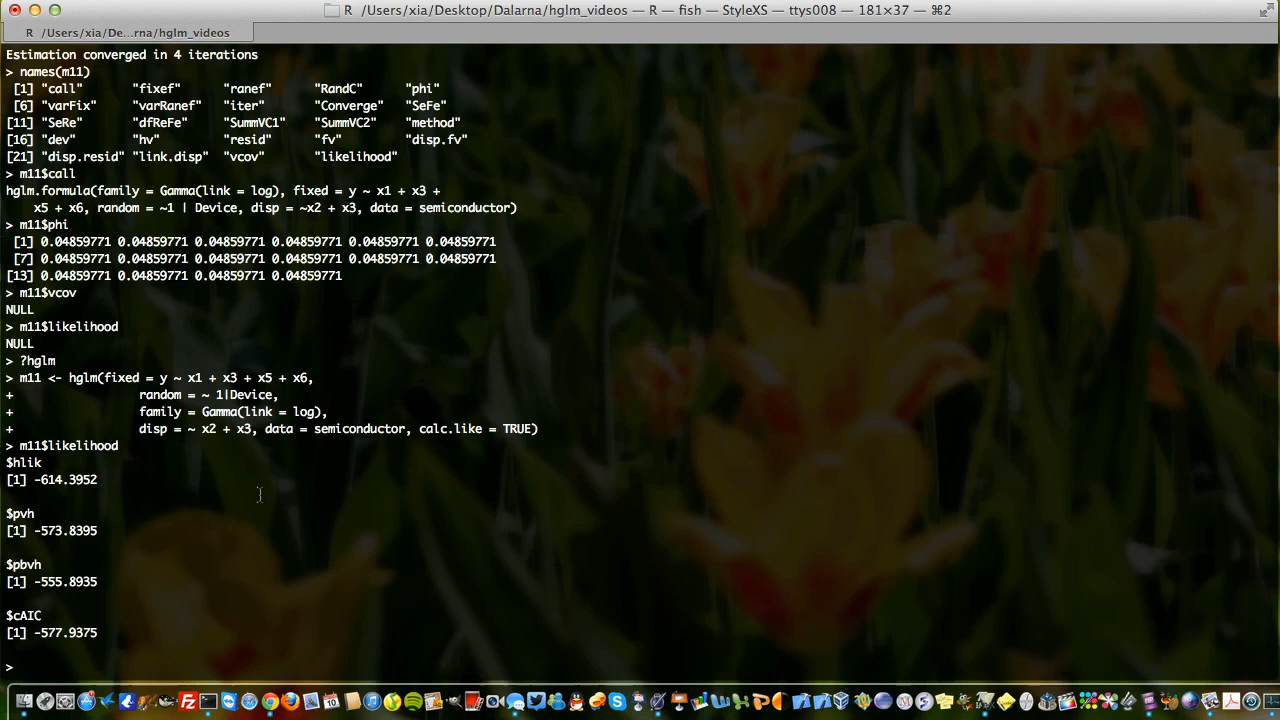 R /Users/xia/Desktop/Dalarna/hglm_videos — R — fish — StyleXS — ttys008 — 181×37 — ⌘2
R /Users/xia/De...rna/hglm_videos
Estimation converged in 4 iterations
> names(m11)
[1] "call" "fixef" "ranef" "RandC" "phi"
[6] "varFix" "varRanef" "iter" "Converge" "SeFe"
[11] "SeRe" "dfReFe" "SummVC1" "SummVC2" "method"
[16] "dev" "hv" "resid" "fv" "disp.fv"
[21] "disp.resid" "link.disp" "vcov" "likelihood"
> m11$call
hglm.formula(family = Gamma(link = log), fixed = y ~ x1 + x3 +
x5 + x6, random = ~1 | Device, disp = ~x2 + x3, data = semiconductor)
> m11$phi
[1] 0.04859771 0.04859771 0.04859771 0.04859771 0.04859771 0.04859771
[7] 0.04859771 0.04859771 0.04859771 0.04859771 0.04859771 0.04859771
[13] 0.04859771 0.04859771 0.04859771 0.04859771
> m11$vcov
NULL
> m11$likelihood
NULL
> ?hglm
> m11 <- hglm(fixed = y ~ x1 + x3 + x5 + x6,
+ random = ~ 1|Device,
+ family = Gamma(link = log),
+ disp = ~ x2 + x3, data = semiconductor, calc.like = TRUE)
> m11$likelihood
$hlik
[1] -614.3952
$pvh
[1] -573.8395
$pbvh
[1] -555.8935
$cAIC
[1] -577.9375
>